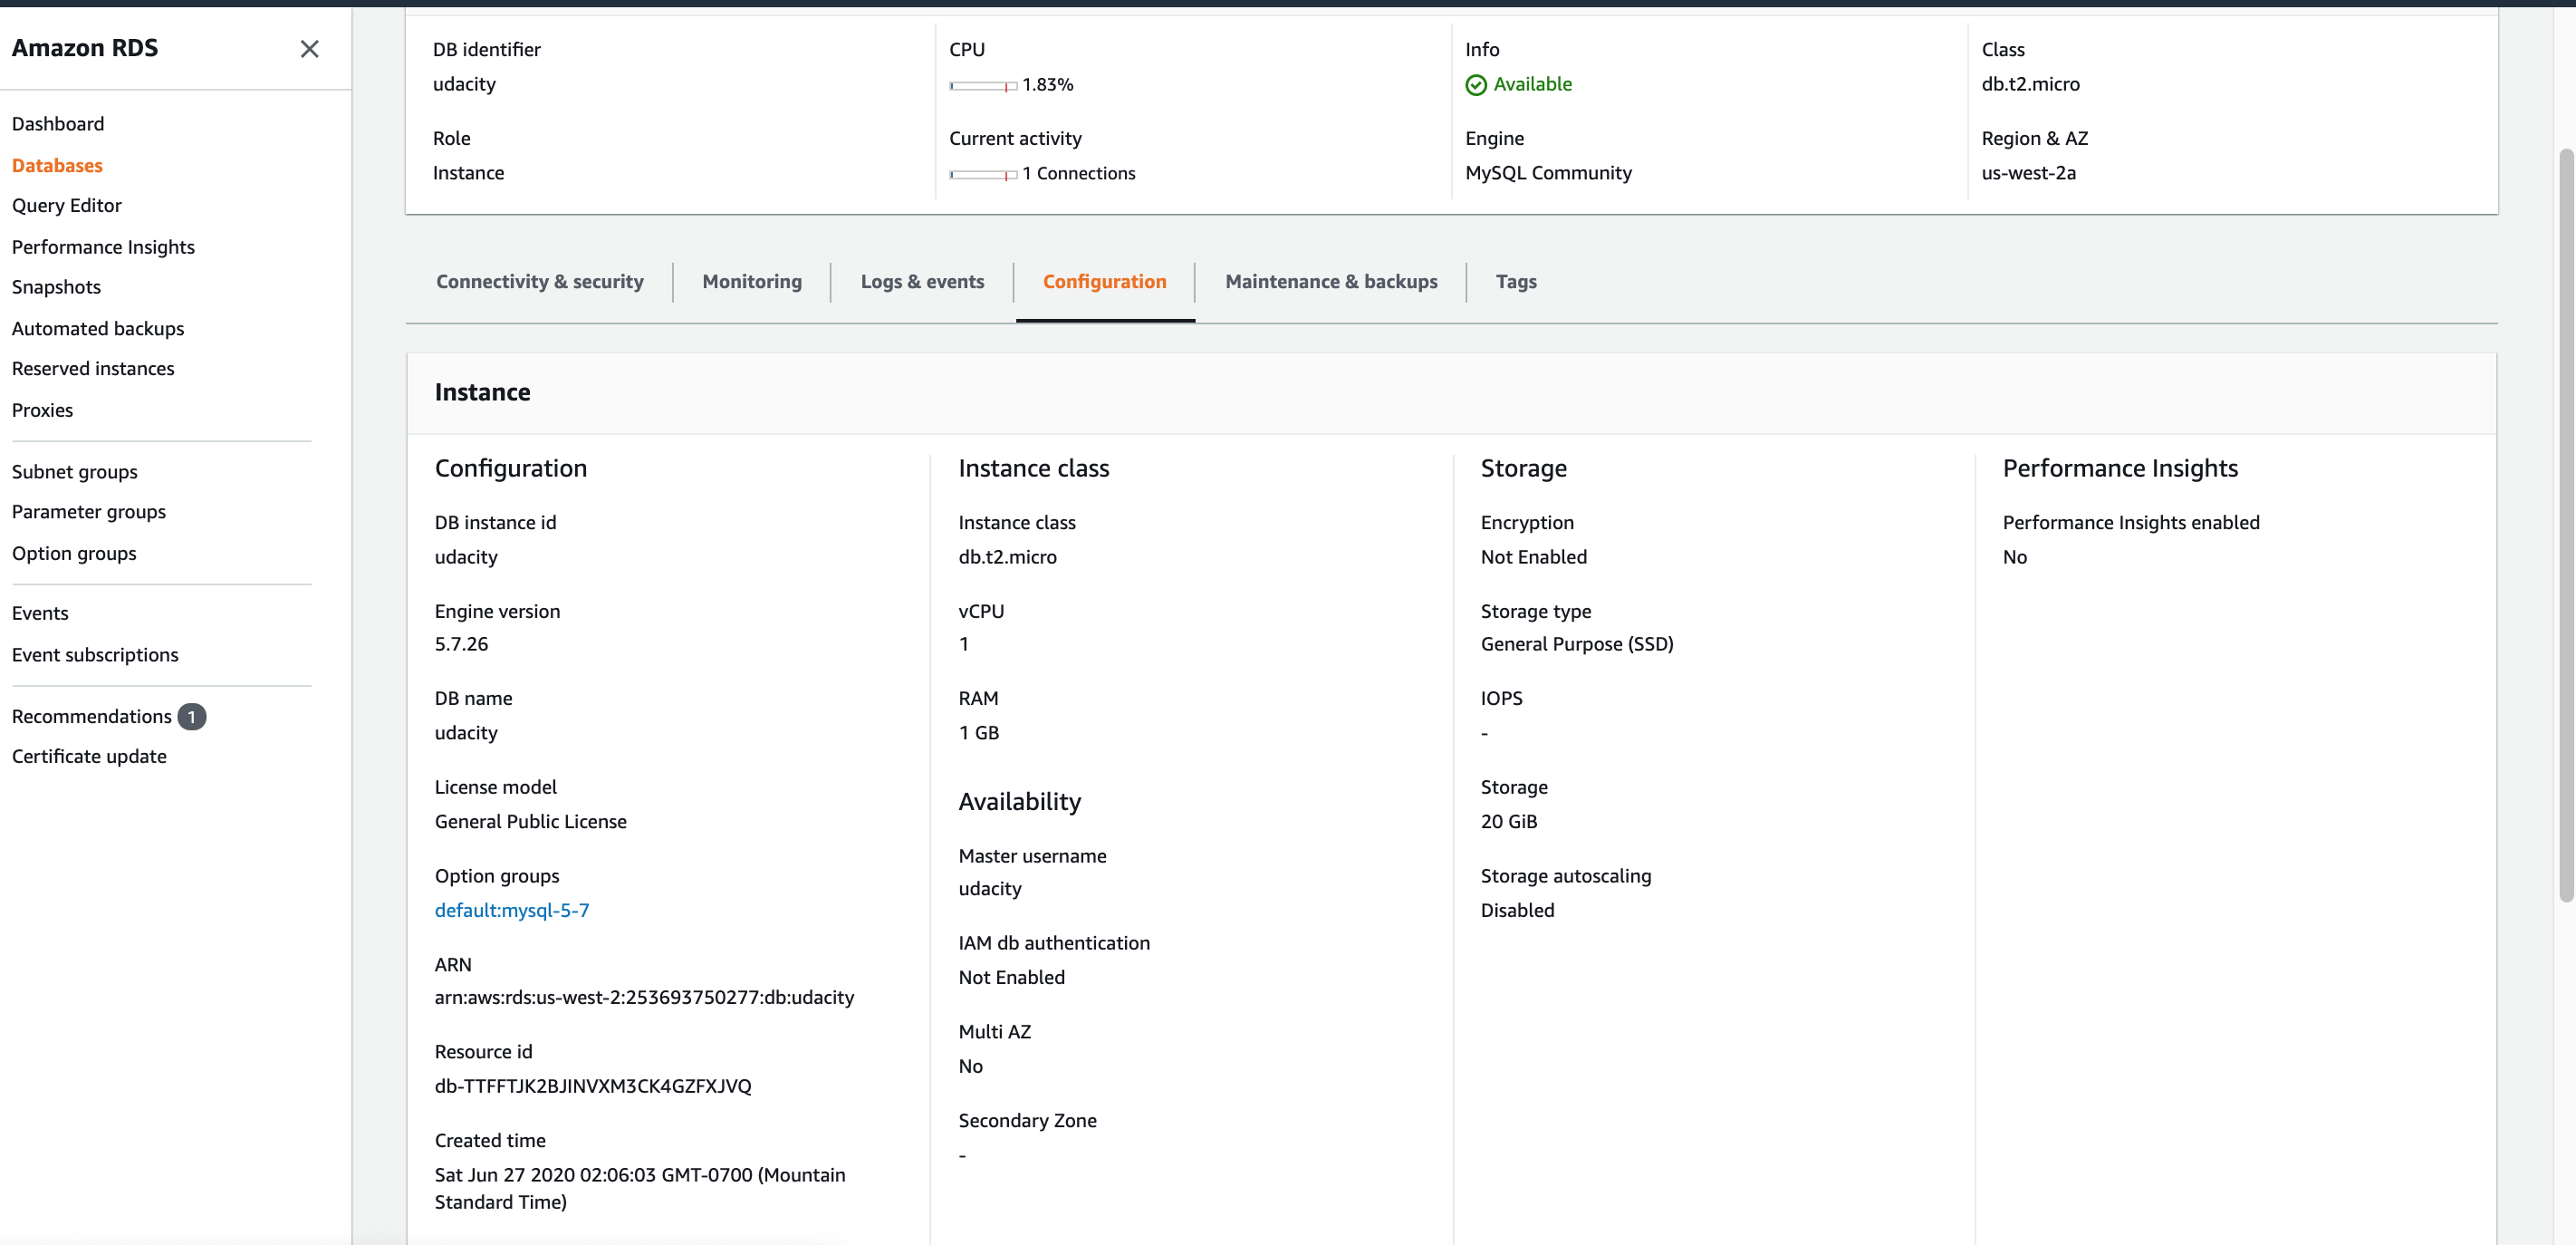 Amazon RDS
Dashboard
Databases
Query Editor
Performance Insights
Snapshots
Automated backups
Reserved instances
Proxies
Subnet groups
Parameter groups
Option groups
Events
Event subscriptions
Recommendations 1
Certificate update
DB identifier
udacity
Role
Instance
CPU
1.83%
Current activity
1 Connections
Info
Available
Engine
MySQL Community
Class
db.t2.micro
Region & AZ
us-west-2a
Connectivity & security
Monitoring
Logs & events
Configuration
Maintenance & backups
Tags
Instance
Configuration
DB instance id
udacity
Engine version
5.7.26
DB name
udacity
License model
General Public License
Option groups
default:mysql-5-7
ARN
arn:aws:rds:us-west-2:253693750277:db:udacity
Resource id
db-TTFFTJK2BJINVXM3CK4GZFXJVQ
Created time
Sat Jun 27 2020 02:06:03 GMT-0700 (Mountain
Standard Time)
Instance class
Instance class
db.t2.micro
vCPU
1
RAM
1 GB
Availability
Master username
udacity
IAM db authentication
Not Enabled
Multi AZ
No
Secondary Zone
-
Storage
Encryption
Not Enabled
Storage type
General Purpose (SSD)
IOPS
-
Storage
20 GiB
Storage autoscaling
Disabled
Performance Insights
Performance Insights enabled
No